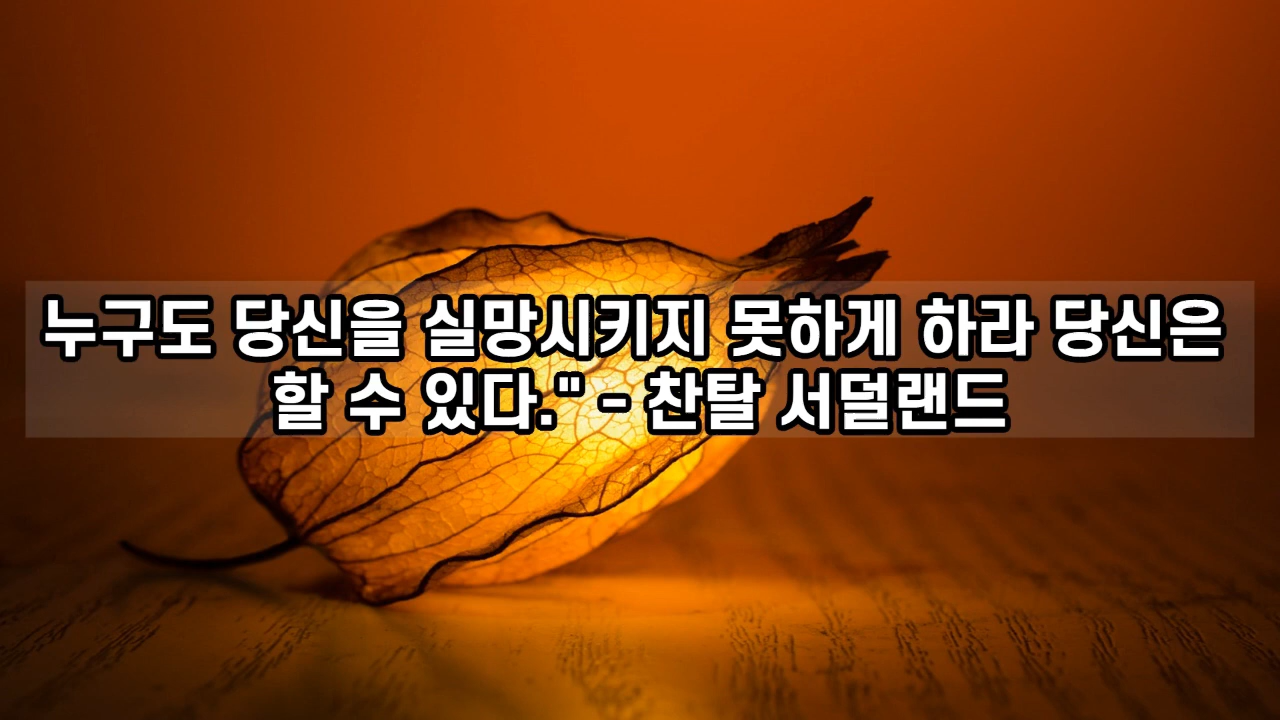 누구도 당신을 실망시키지 못하게 하라 당신은
할 수 있다." - 찬탈 서덜랜드